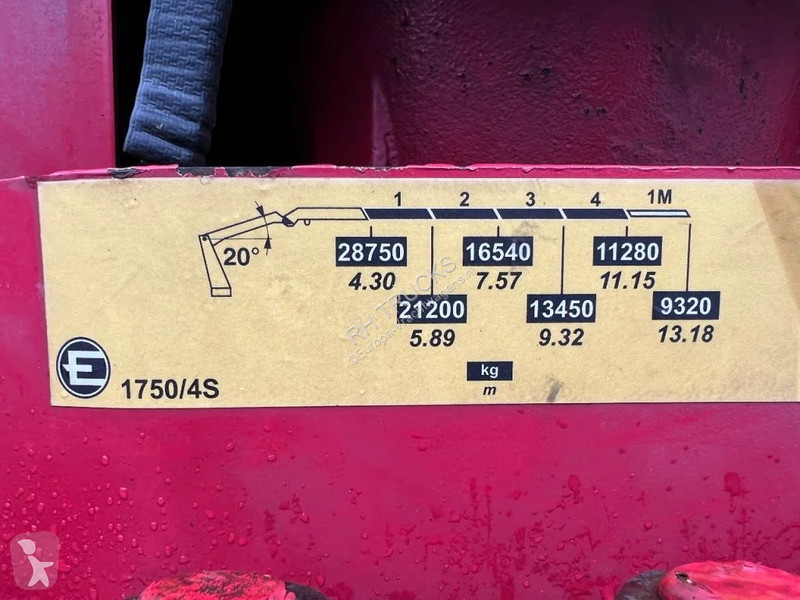 1 2 3 4 1M
20°
28750 16540 11280
4.30 7.57 11.15
21200 13450 9320
5.89 9.32 13.18
kg
m
E 1750/4S
RH TRUCKS